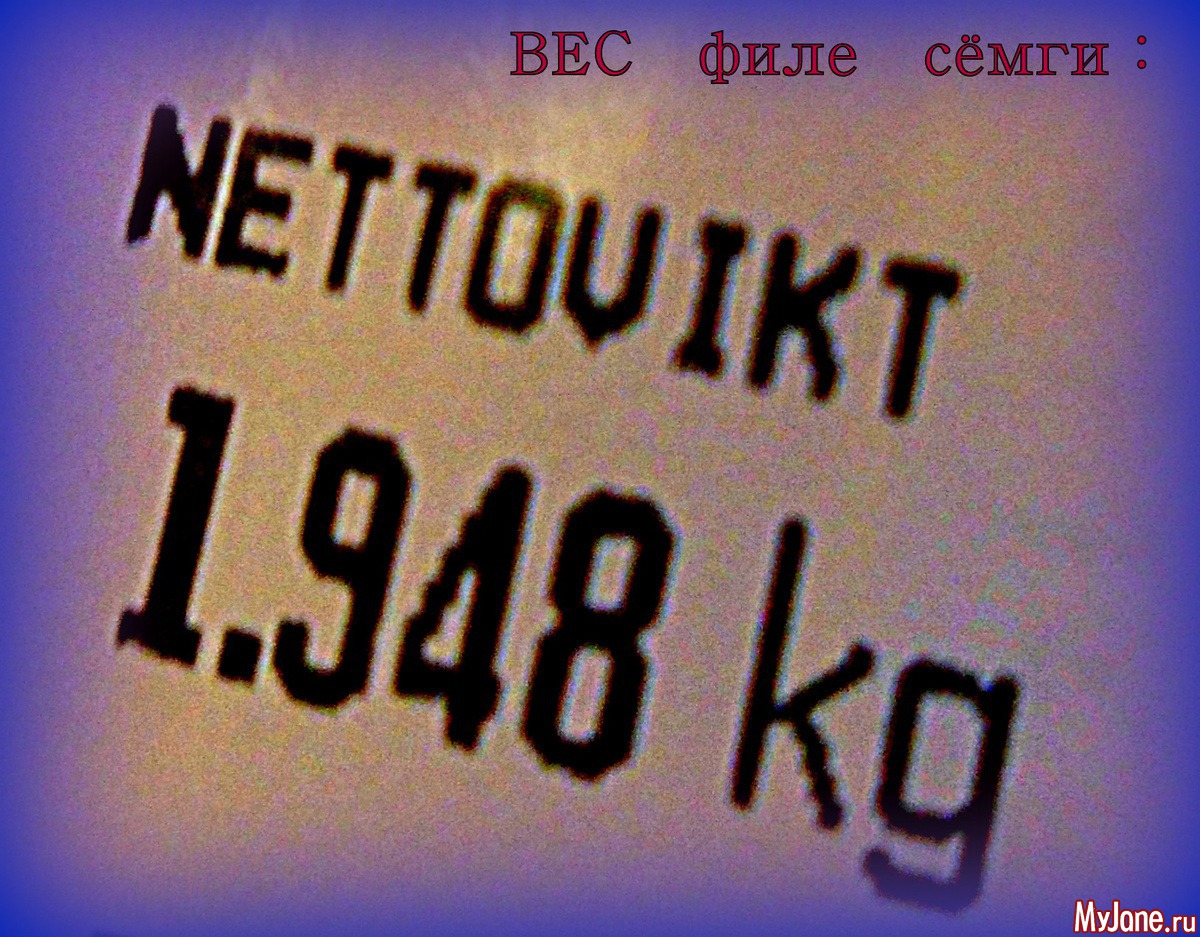 ВЕС филе сёмги :
NETTOVIKT
1.948 kg
MyJane.ru